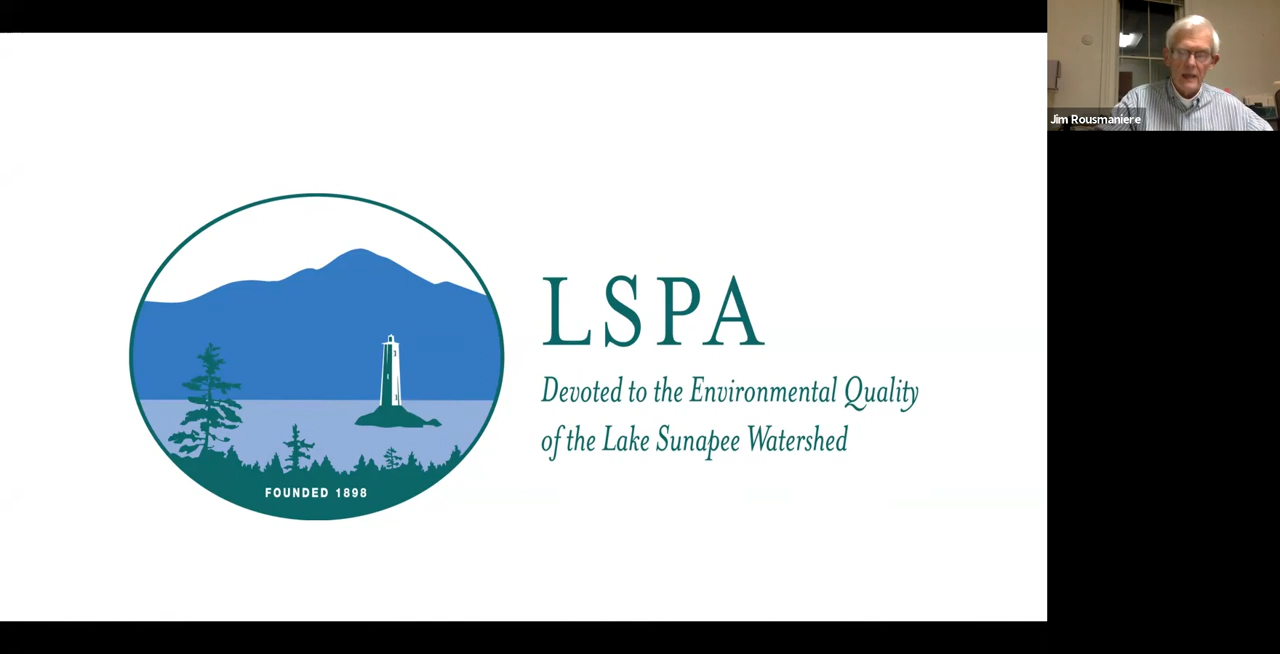 Jim Rousmaniere
LSPA
Devoted to the Environmental Quality
of the Lake Sunapee Watershed
FOUNDED 1898